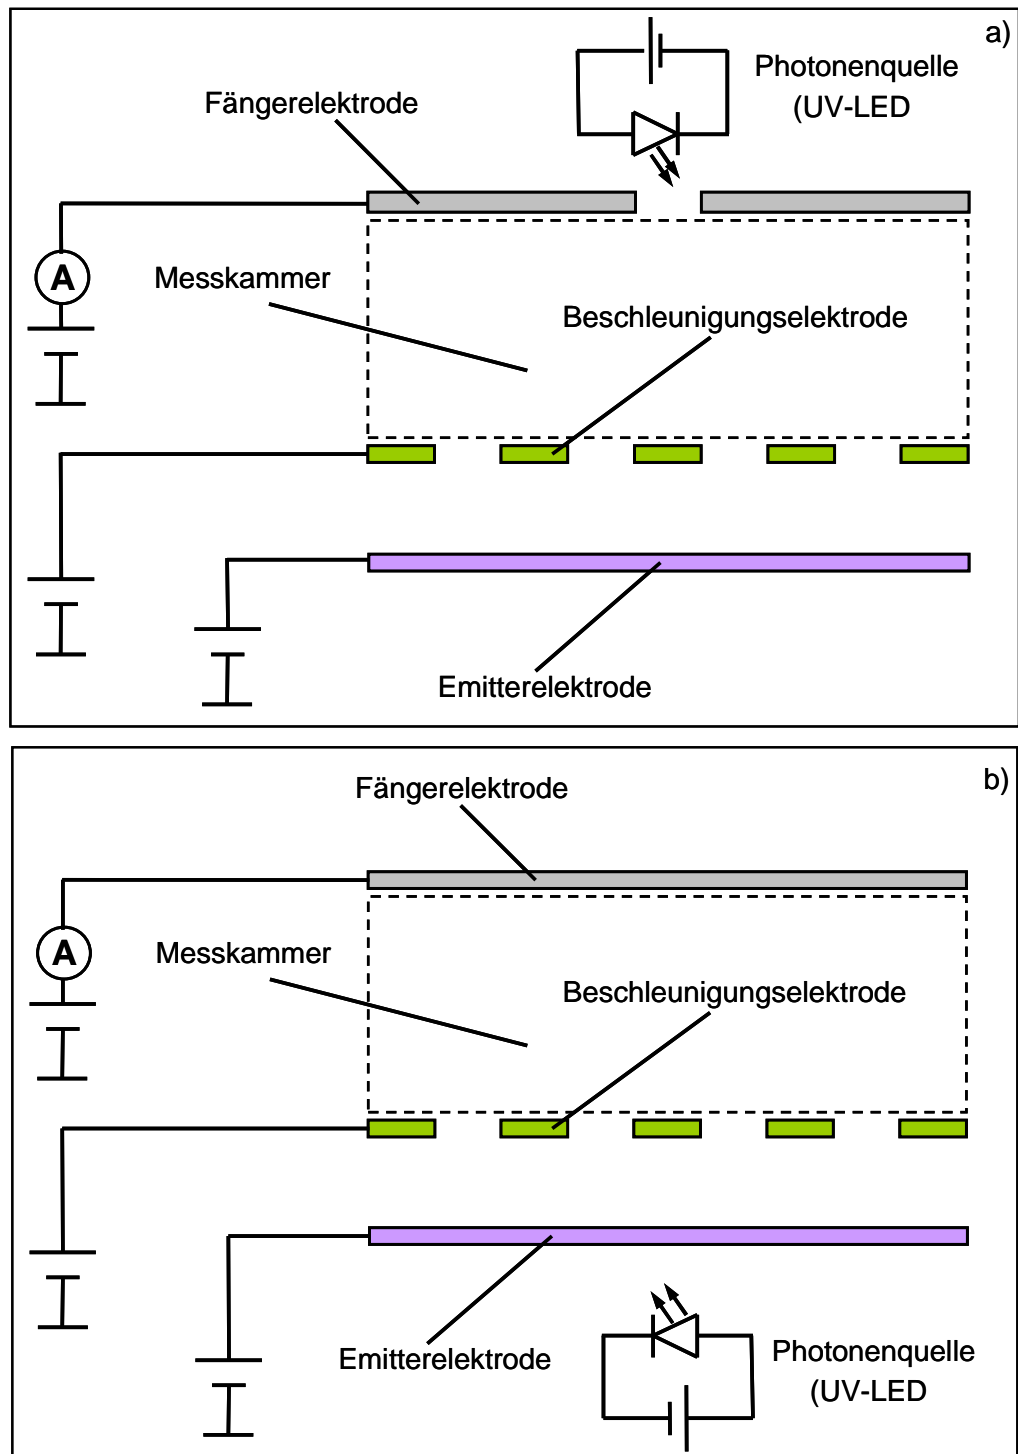 a)
Photonenquelle
(UV-LED
Fängerelektrode
A
Messkammer
Beschleunigungselektrode
Emitterelektrode
b)
Fängerelektrode
A
Messkammer
Beschleunigungselektrode
Emitterelektrode
Photonenquelle
(UV-LED